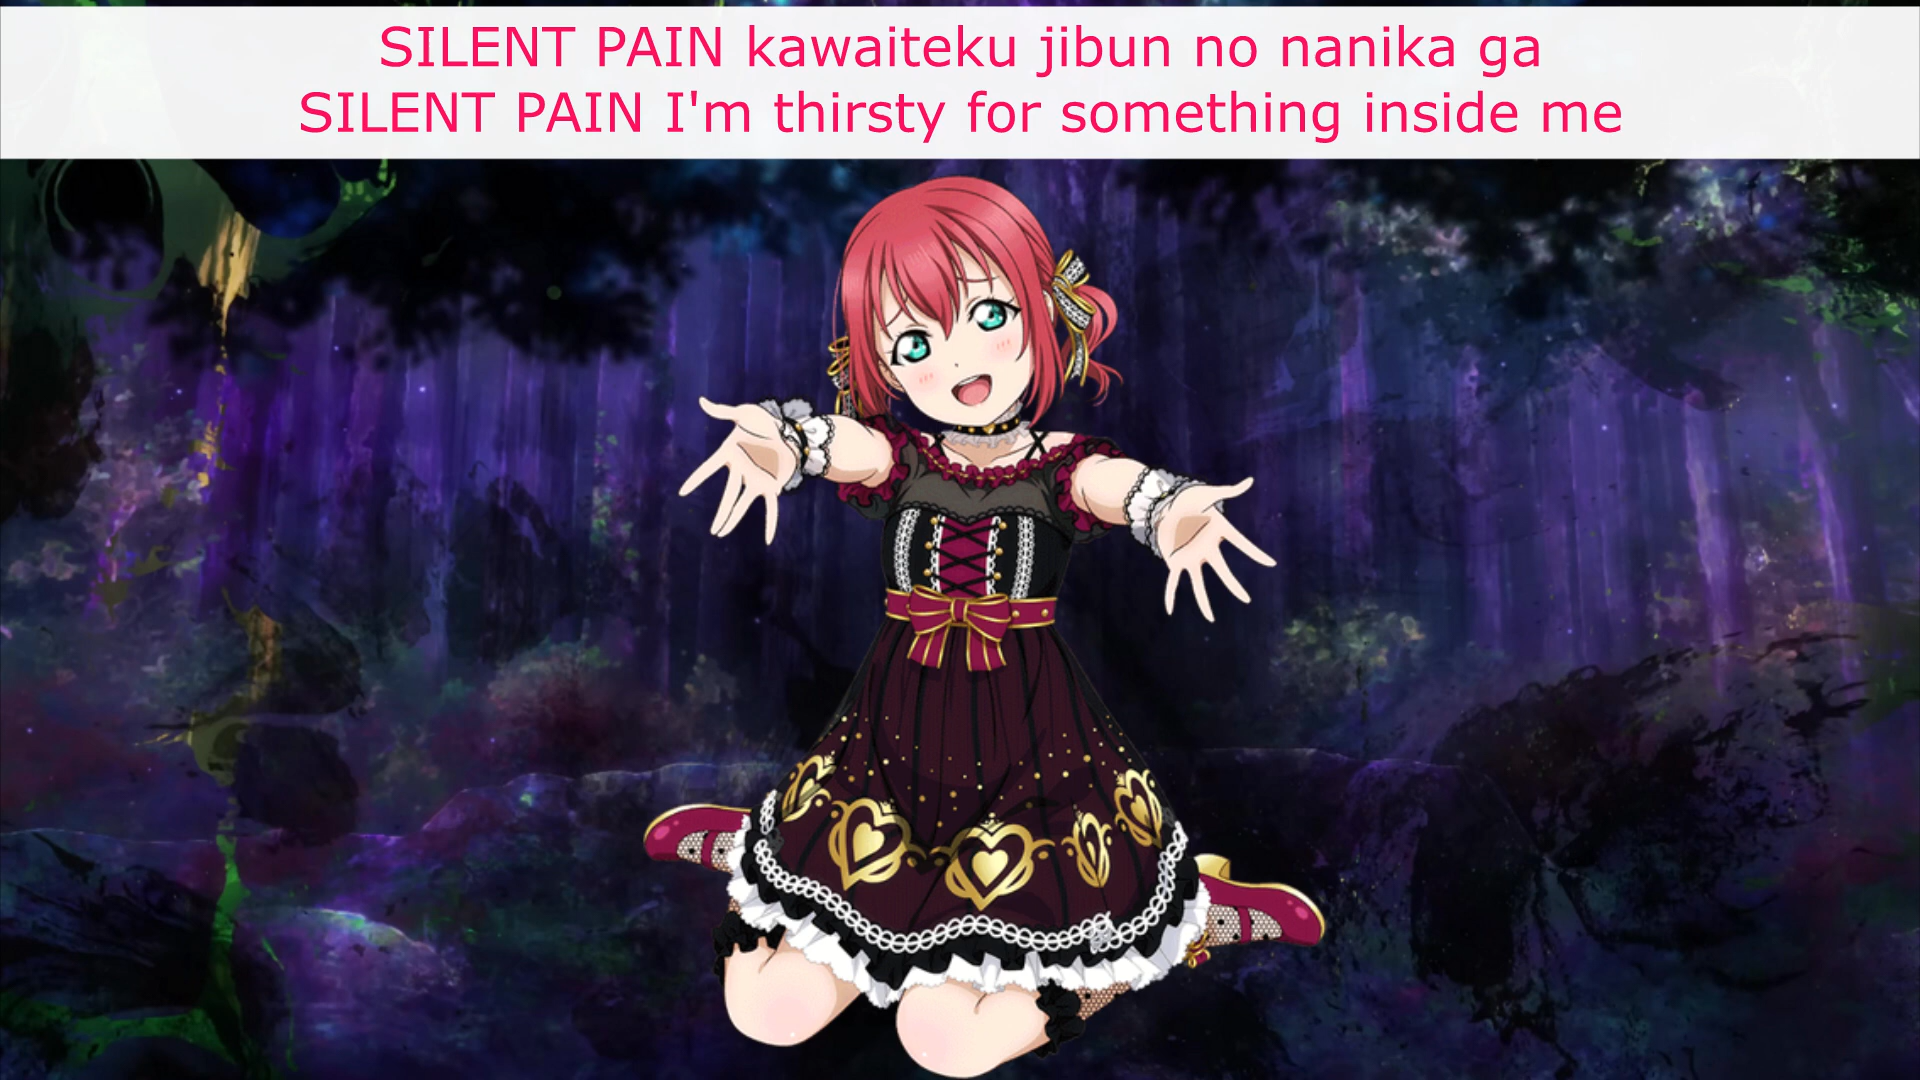 SILENT PAIN kawaiteku jibun no nanika ga
SILENT PAIN I'm thirsty for something inside me